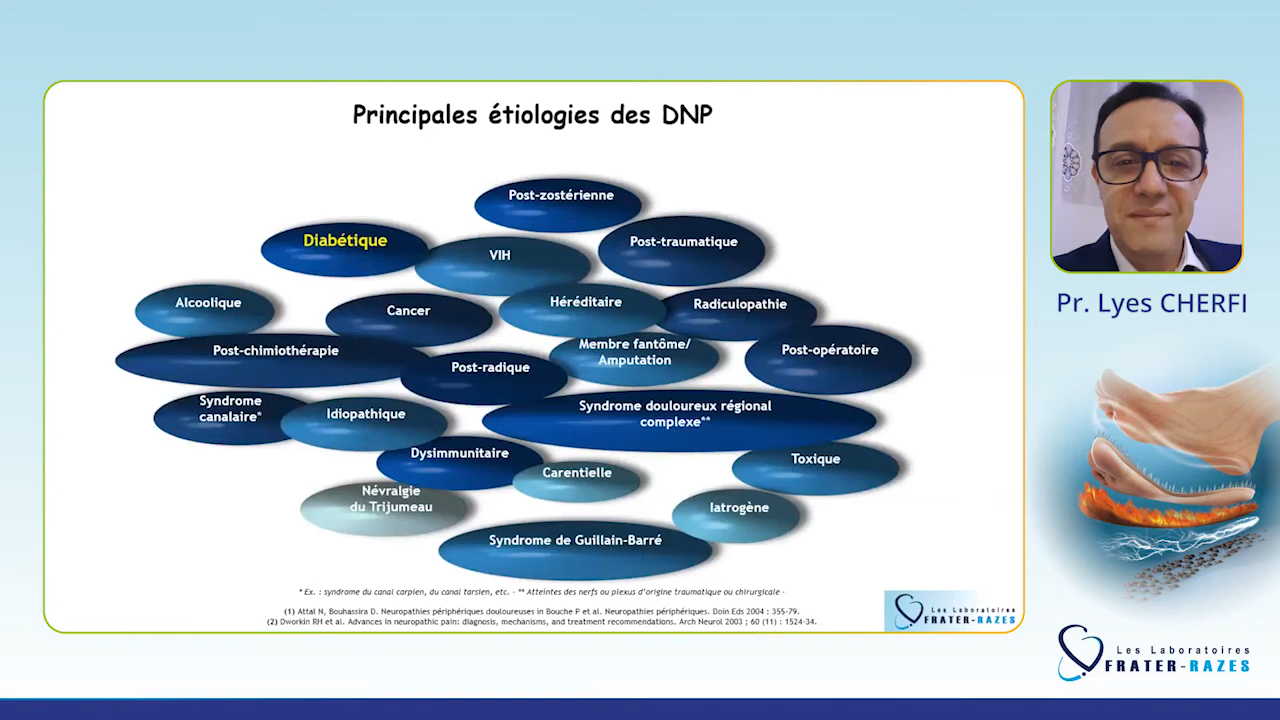 Principales étiologies des DNP
Post-zostérienne
Diabétique
VIH
Post-traumatique
Alcoolique
Cancer
Héréditaire
Radiculopathie
Post-chimiothérapie
Post-radique
Membre fantôme/
Amputation
Post-opératoire
Syndrome
canalaire*
Idiopathique
Syndrome douloureux régional
complexe**
Dysimmunitaire
Carentielle
Toxique
Névralgie
du Trijumeau
Iatrogène
Syndrome de Guillain-Barré
* Ex. : syndrome du canal carpien, du canal tarsien, etc. - ** Atteintes des nerfs ou plexus d'origine traumatique ou chirurgicale -
(1) Attal N, Bouhassira D. Neuropathies périphériques douloureuses in Bouche P et al. Neuropathies périphériques. Doin Eds 2004 : 355-79.
(2) Dworkin RH et al. Advances in neuropathic pain: diagnosis, mechanisms, and treatment recommendations. Arch Neurol 2003 ; 60 (11) : 1524-34.
Les Laboratoires
FRATER-RAZES
Pr. Lyes CHERFI
Les Laboratoires
FRATER-RAZES